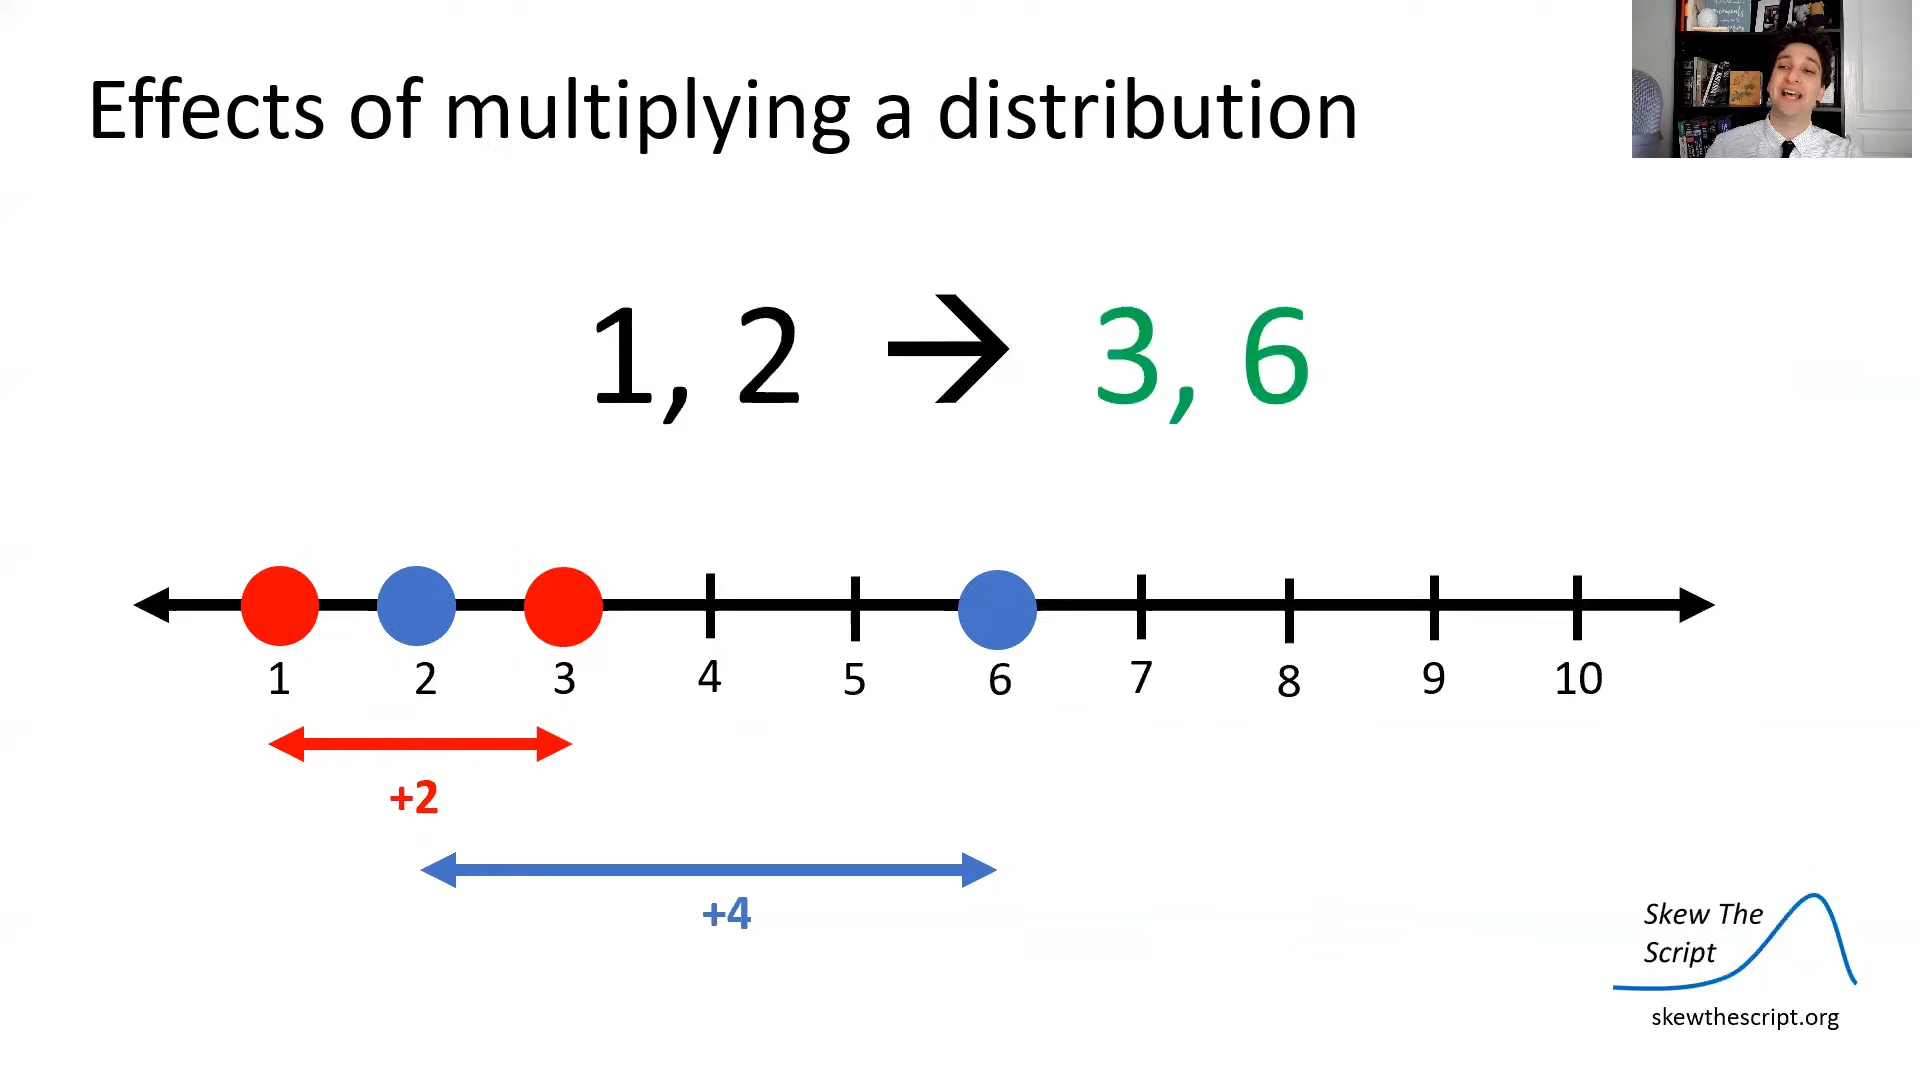 Effects of multiplying a distribution
1, 2 → 3, 6
1 2 3 4 5 6 7 8 9 10
+2
+4
Skew The
Script
skewthescript.org